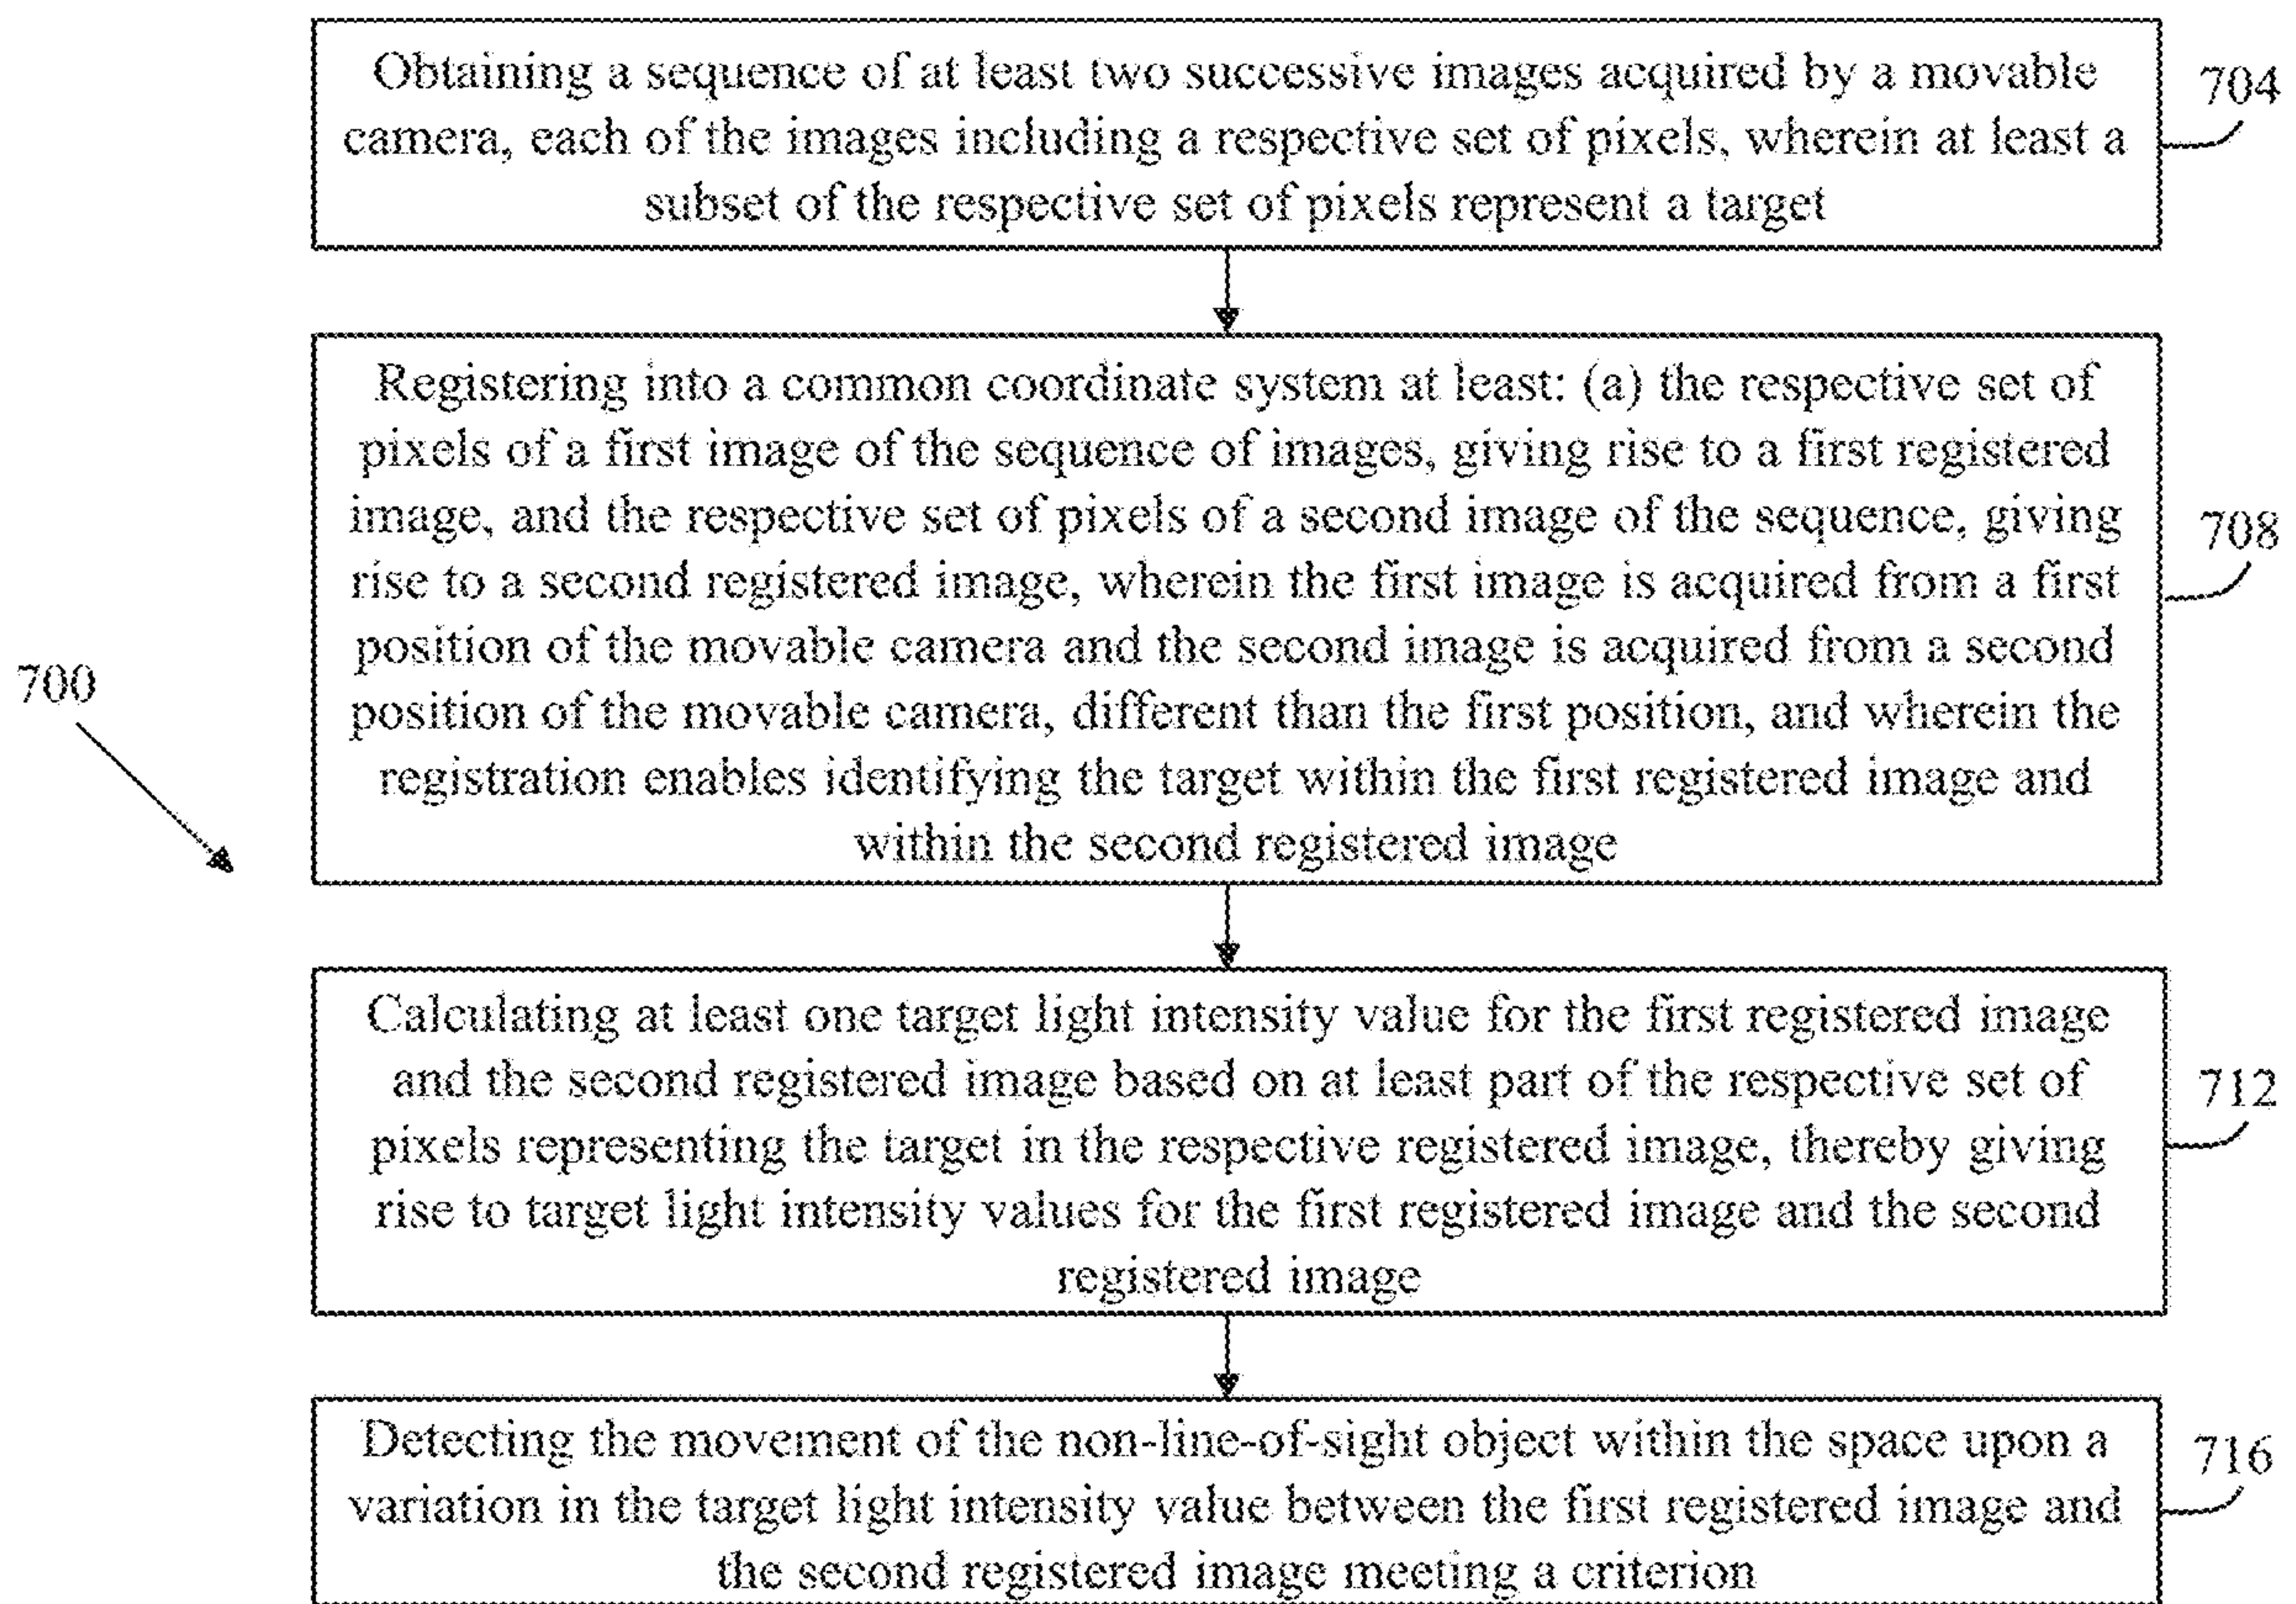 Obtaining a sequence of at least two successive images acquired by a movable
camera, each of the images including a respective set of pixels, wherein at least a
subset of the respective set of pixels represent a target
704
Registering into a common coordinate system at least: (a) the respective set of
pixels of a first image of the sequence of images, giving rise to a first registered
image, and the respective set of pixels of a second image of the sequence, giving
rise to a second registered image, wherein the first image is acquired from a first
position of the movable camera and the second image is acquired from a second
position of the movable camera, different than the first position, and wherein the
registration enables identifying the target within the first registered image and
within the second registered image
708
700
Calculating at least one target light intensity value for the first registered image
and the second registered image based on at least part of the respective set of
pixels representing the target in the respective registered image, thereby giving
rise to target light intensity values for the first registered image and the second
registered image
712
Detecting the movement of the non-line-of-sight object within the space upon a
variation in the target light intensity value between the first registered image and
the second registered image meeting a criterion
716